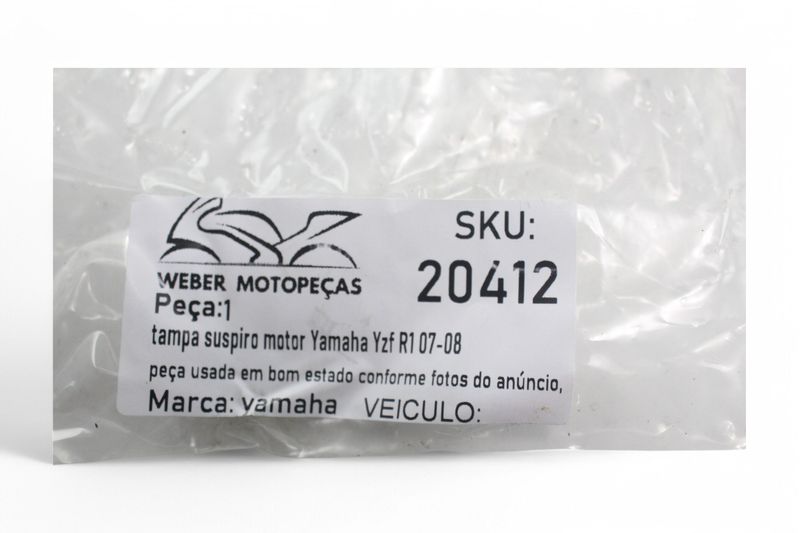 WEBER MOTOPEÇAS
SKU:
20412
Peça:1
tampa suspiro motor Yamaha Yzf R1 07-08
peça usada em bom estado conforme fotos do anúncio,
Marca: yamaha VEICULO: